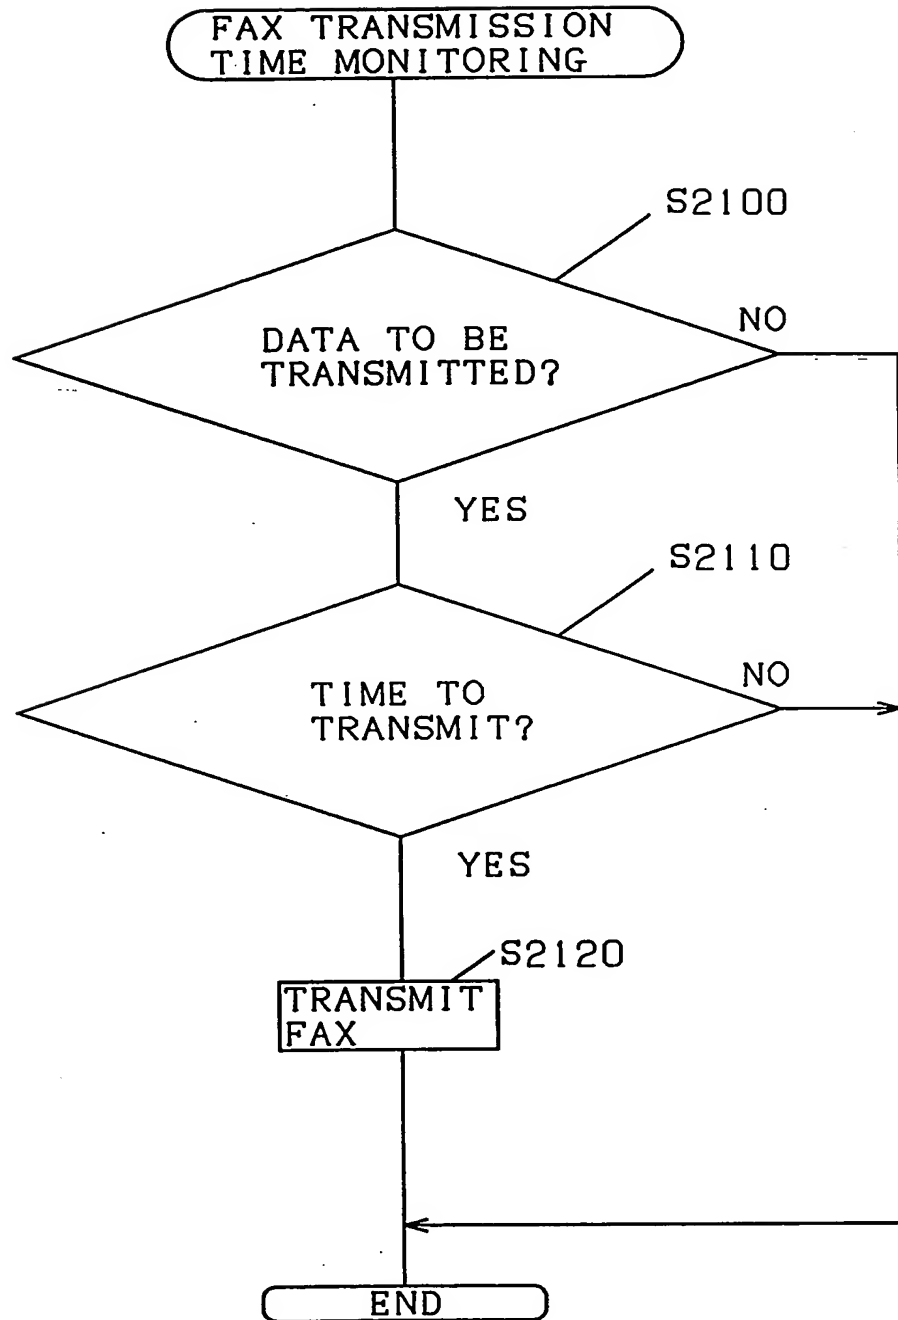 FAX TRANSMISSION
TIME MONITORING
S2100
NO
DATA TO BE
TRANSMITTED?
YES
S2110
NO
TIME TO
TRANSMIT?
YES
S2120
TRANSMIT
FAX
END